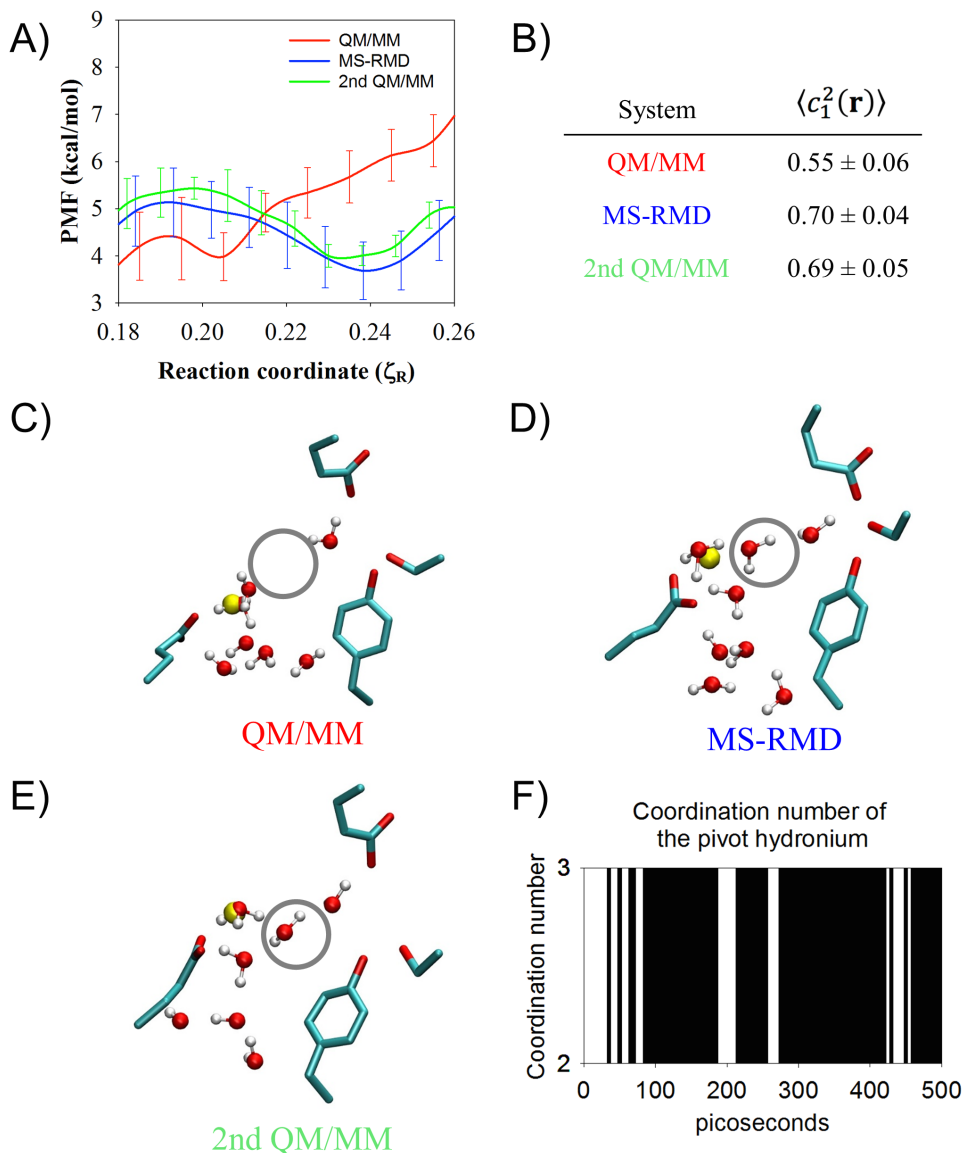 A)
9
8
7
6
5
4
3
PMF (kcal/mol)
QM/MM
MS-RMD
2nd QM/MM
0.18 0.20 0.22 0.24 0.26
Reaction coordinate (ζR)
B)
System ⟨c₁²(r)⟩
QM/MM 0.55 ± 0.06
MS-RMD 0.70 ± 0.04
2nd QM/MM 0.69 ± 0.05
C)
QM/MM
D)
MS-RMD
E)
2nd QM/MM
F)
Coordination number of
the pivot hydronium
3
2
Coordination number
0 100 200 300 400 500
picoseconds